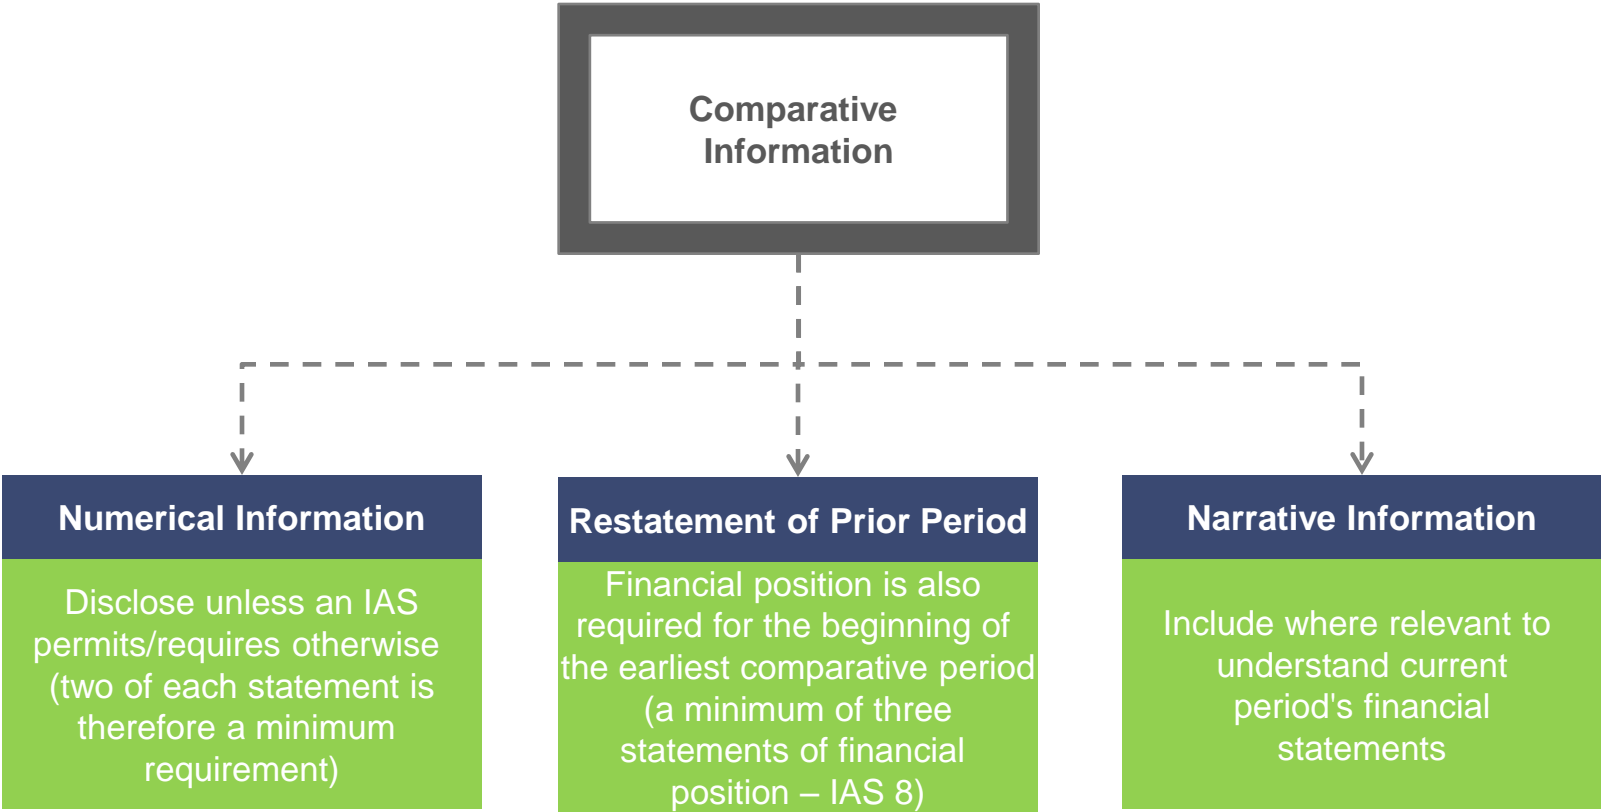 Comparative
Information
Numerical Information
Disclose unless an IAS
permits/requires otherwise
(two of each statement is
therefore a minimum
requirement)
Restatement of Prior Period
Financial position is also
required for the beginning of
the earliest comparative period
(a minimum of three
statements of financial
position – IAS 8)
Narrative Information
Include where relevant to
understand current
period's financial
statements